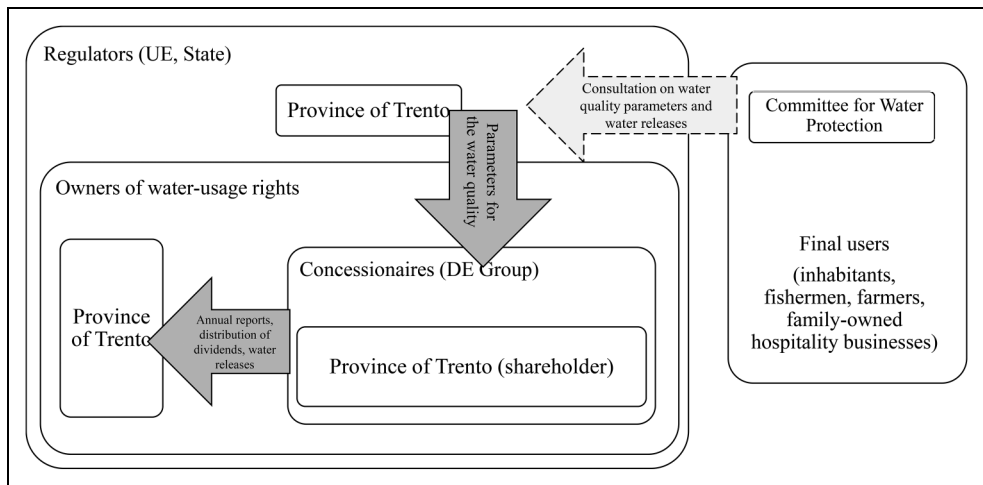 Regulators (UE, State)
Province of Trento
Consultation on water
quality parameters and
water releases
Committee for Water
Protection
Parameters for
the water quality
Owners of water-usage rights
Province
of Trento
Annual reports,
distribution of
dividends, water
releases
Concessionaires (DE Group)
Province of Trento (shareholder)
Final users
(inhabitants,
fishermen, farmers,
family-owned
hospitality businesses)